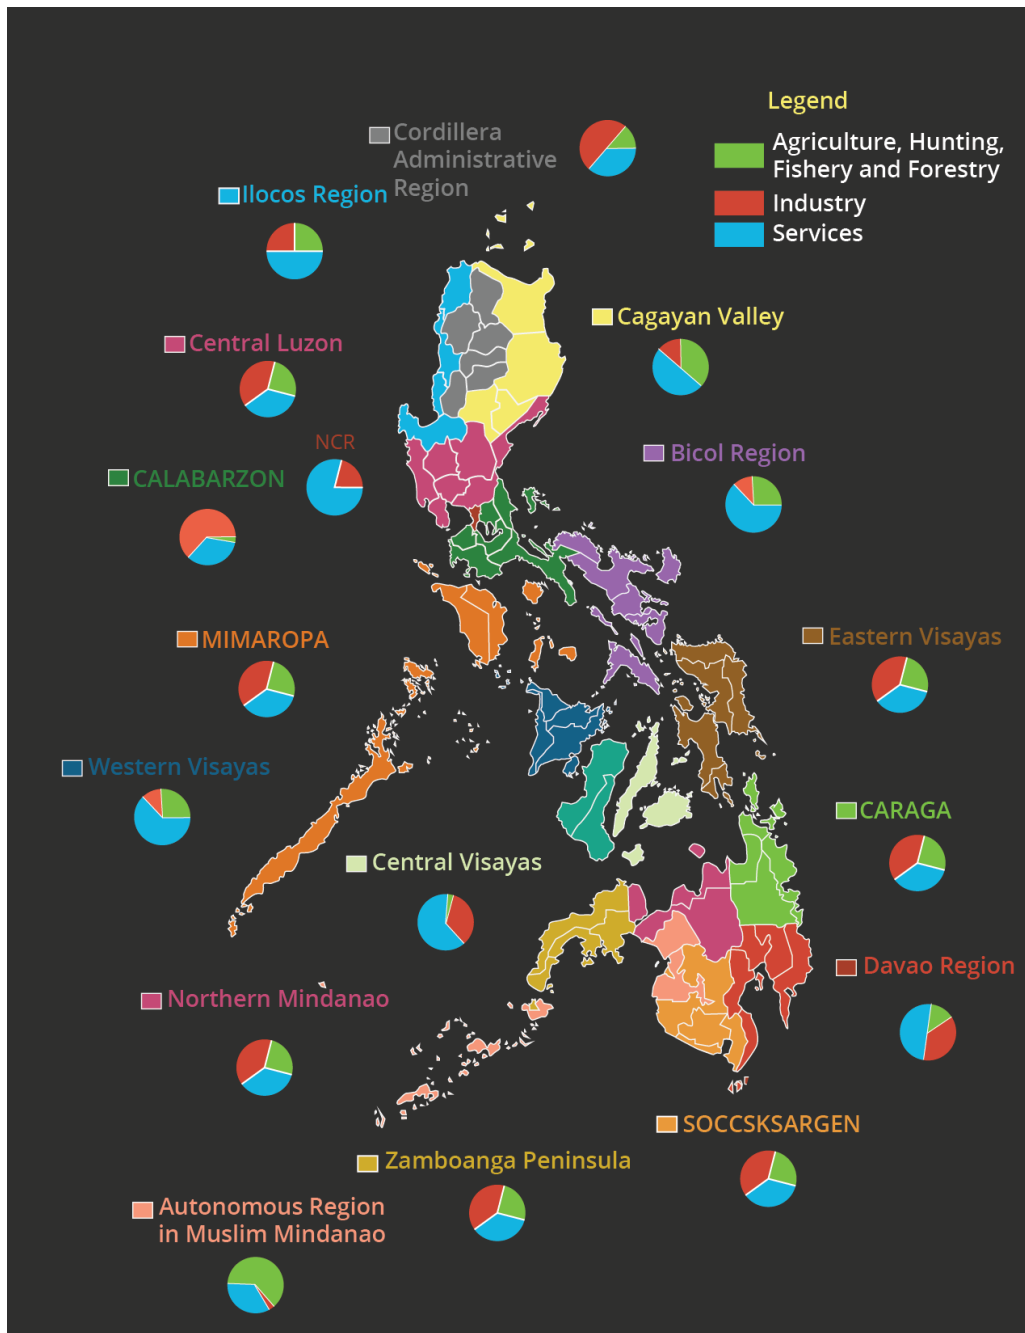 Legend
Agriculture, Hunting,
Fishery and Forestry
Industry
Services
Cordillera
Administrative
Region
Ilocos Region
Cagayan Valley
Central Luzon
NCR
Bicol Region
CALABARZON
MIMAROPA
Eastern Visayas
Western Visayas
CARAGA
Central Visayas
Davao Region
Northern Mindanao
SOCCSKSARGEN
Zamboanga Peninsula
Autonomous Region
in Muslim Mindanao